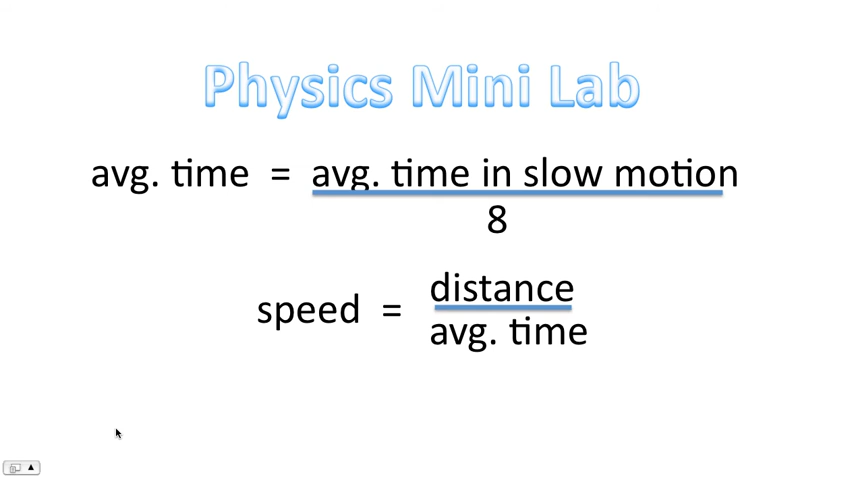 Physics Mini Lab
avg. time = avg. time in slow motion
8
speed = distance
avg. time